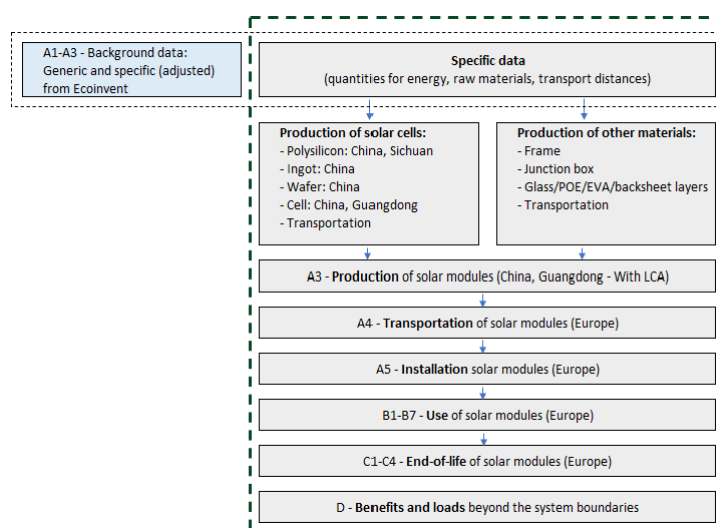 A1-A3 - Background data:
Generic and specific (adjusted)
from Ecoinvent
Specific data
(quantities for energy, raw materials, transport distances)
Production of solar cells:
- Polysilicon: China, Sichuan
- Ingot: China
- Wafer: China
- Cell: China, Guangdong
- Transportation
Production of other materials:
- Frame
- Junction box
- Glass/POE/EVA/backsheet layers
- Transportation
A3 - Production of solar modules (China, Guangdong - With LCA)
A4 - Transportation of solar modules (Europe)
A5 - Installation solar modules (Europe)
B1-B7 - Use of solar modules (Europe)
C1-C4 - End-of-life of solar modules (Europe)
D - Benefits and loads beyond the system boundaries